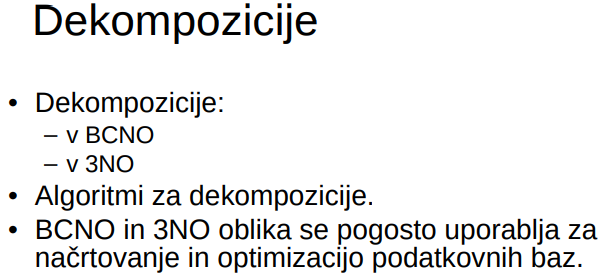 Dekompozicije
• Dekompozicije:
– v BCNO
– v 3NO
• Algoritmi za dekompozicije.
• BCNO in 3NO oblika se pogosto uporablja za
načrtovanje in optimizacijo podatkovnih baz.